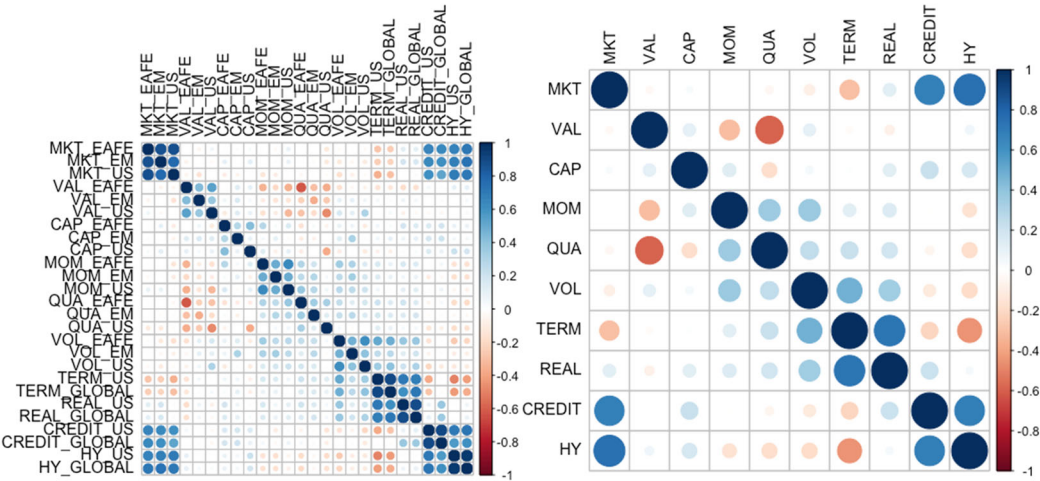 MKT_EAFE
MKT_EM
MKT_US
VAL_EAFE
VAL_EM
VAL_US
CAP_EAFE
CAP_EM
CAP_US
MOM_EAFE
MOM_EM
MOM_US
QUA_EAFE
QUA_EM
QUA_US
VOL_EAFE
VOL_EM
VOL_US
TERM_US
TERM_GLOBAL
REAL_US
REAL_GLOBAL
CREDIT_US
CREDIT_GLOBAL
HY_US
HY_GLOBAL
MKT_EAFE
MKT_EM
MKT_US
VAL_EAFE
VAL_EM
VAL_US
CAP_EAFE
CAP_EM
CAP_US
MOM_EAFE
MOM_EM
MOM_US
QUA_EAFE
QUA_EM
QUA_US
VOL_EAFE
VOL_EM
VOL_US
TERM_US
TERM_GLOBAL
REAL_US
REAL_GLOBAL
CREDIT_US
CREDIT_GLOBAL
HY_US
HY_GLOBAL
1
0.8
0.6
0.4
0.2
0
-0.2
-0.4
-0.6
-0.8
-1
MKT
VAL
CAP
MOM
QUA
VOL
TERM
REAL
CREDIT
HY
MKT
VAL
CAP
MOM
QUA
VOL
TERM
REAL
CREDIT
HY
1
0.8
0.6
0.4
0.2
0
-0.2
-0.4
-0.6
-0.8
-1